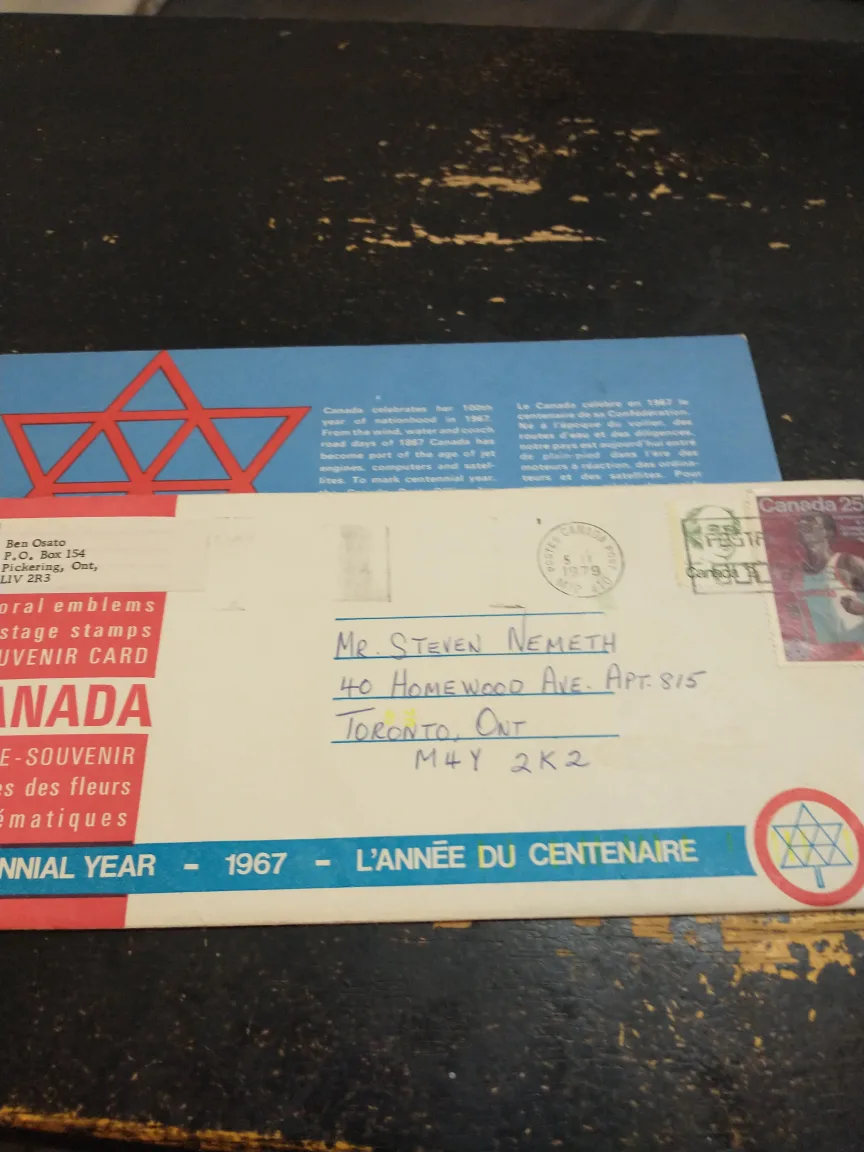 Canada celebrates her 100th
year of nationhood in 1967.
From the wind, water and coach
road days of 1867 Canada has
become part of the age of jet
engines, computers and satel-
lites. To mark centennial year,
Le Canada célèbre en 1967 le
centenaire de sa Confédération.
Né à l'époque du voilier, des
routes d'eau et des diligences,
notre pays est aujourd'hui entré
de plain-pied dans l'ère des
moteurs à réaction, des ordina-
teurs et des satellites. Pour
Ben Osato
P.O. Box 154
Pickering, Ont,
L1V 2R3
oral emblems
stage stamps
UVENIR CARD
ANADA
E-SOUVENIR
es des fleurs
ématiques
POSTES CANADA POST
1979
Canada
Canada 25
MR. STEVEN NEMETH
40 HOMEWOOD AVE. APT. 815
TORONTO, ONT
M4Y 2K2
NNIAL YEAR - 1967 - L'ANNÉE DU CENTENAIRE